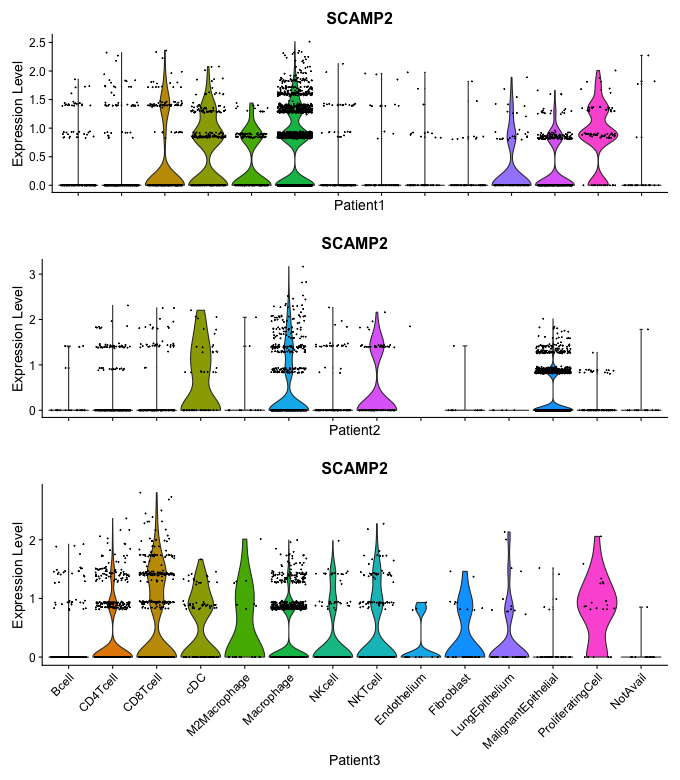 SCAMP2
Expression Level
2.5
2.0
1.5
1.0
0.5
0.0
Patient1
SCAMP2
Expression Level
3
2
1
0
Patient2
SCAMP2
Expression Level
2
1
0
Bcell
CD4Tcell
CD8Tcell
cDC
M2Macrophage
Macrophage
NKcell
NKTcell
Endothelium
Fibroblast
LungEpithelium
MalignantEpithelial
ProliferatingCell
NotAvail
Patient3